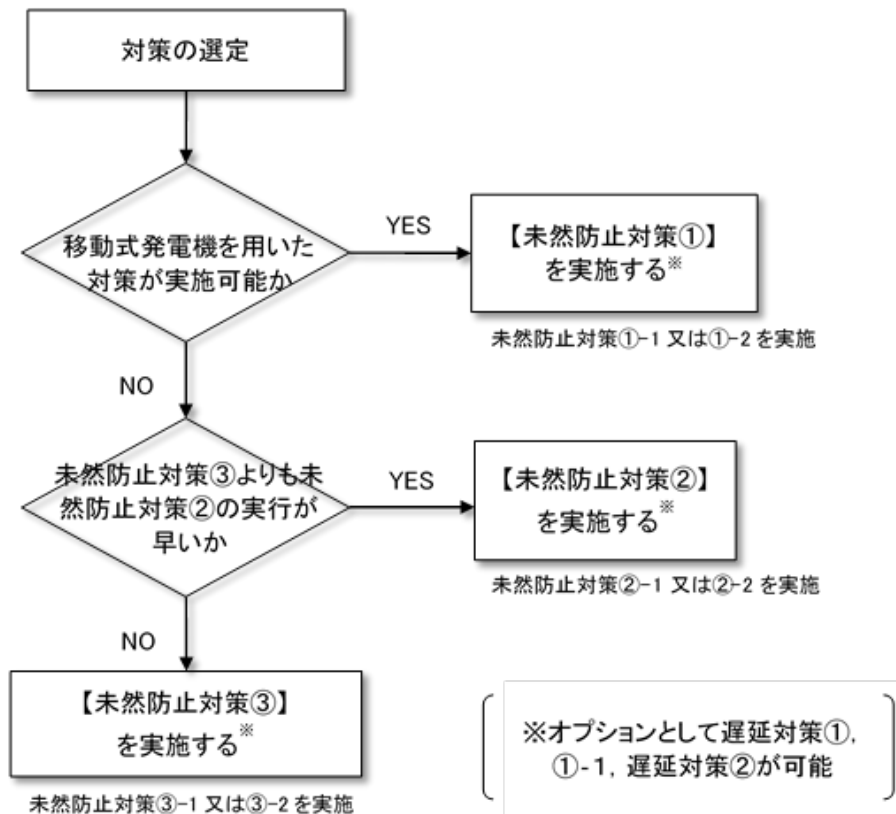 対策の選定
移動式発電機を用いた
対策が実施可能か
YES
【未然防止対策①】
を実施する※
未然防止対策①-1 又は①-2 を実施
NO
未然防止対策③よりも未
然防止対策②の実行が
早いか
YES
【未然防止対策②】
を実施する※
未然防止対策②-1 又は②-2 を実施
NO
【未然防止対策③】
を実施する※
未然防止対策③-1 又は③-2 を実施
※オプションとして遅延対策①,
①-1, 遅延対策②が可能